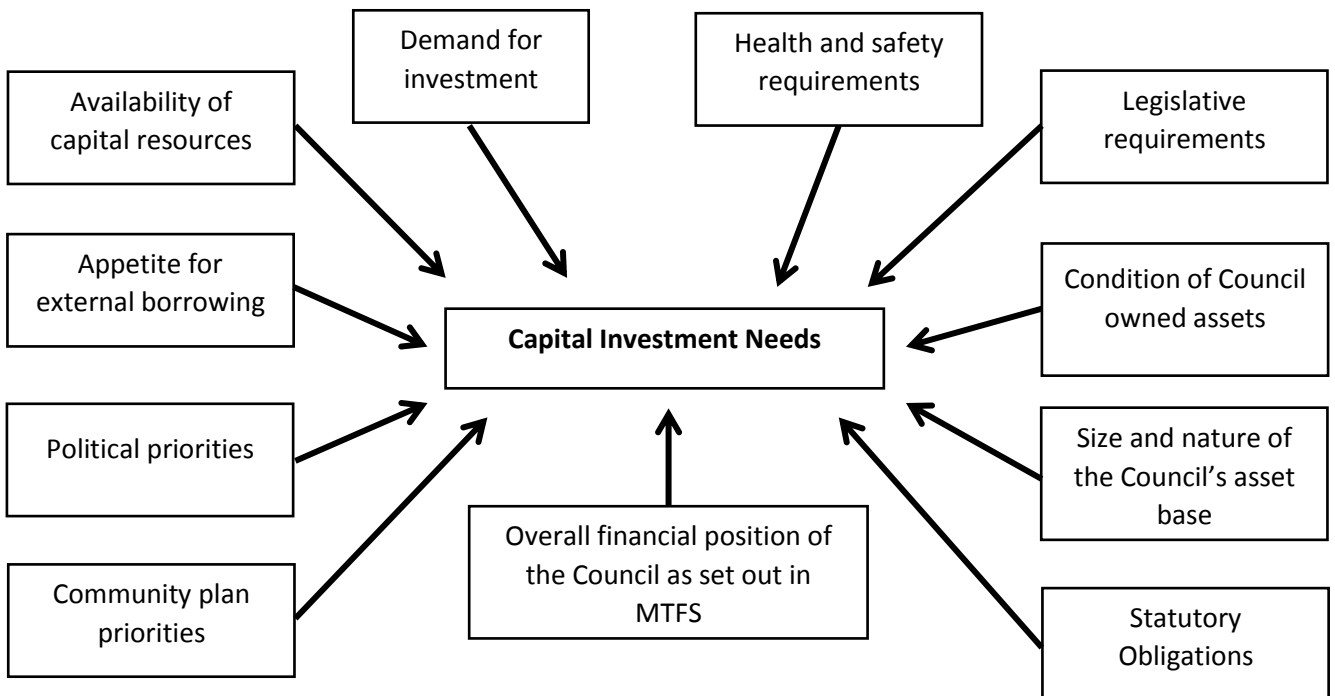 Demand for
investment
Health and safety
requirements
Availability of
capital resources
Legislative
requirements
Appetite for
external borrowing
Condition of Council
owned assets
Capital Investment Needs
Political priorities
Size and nature of
the Council’s asset
base
Overall financial position of
the Council as set out in
MTFS
Community plan
priorities
Statutory
Obligations